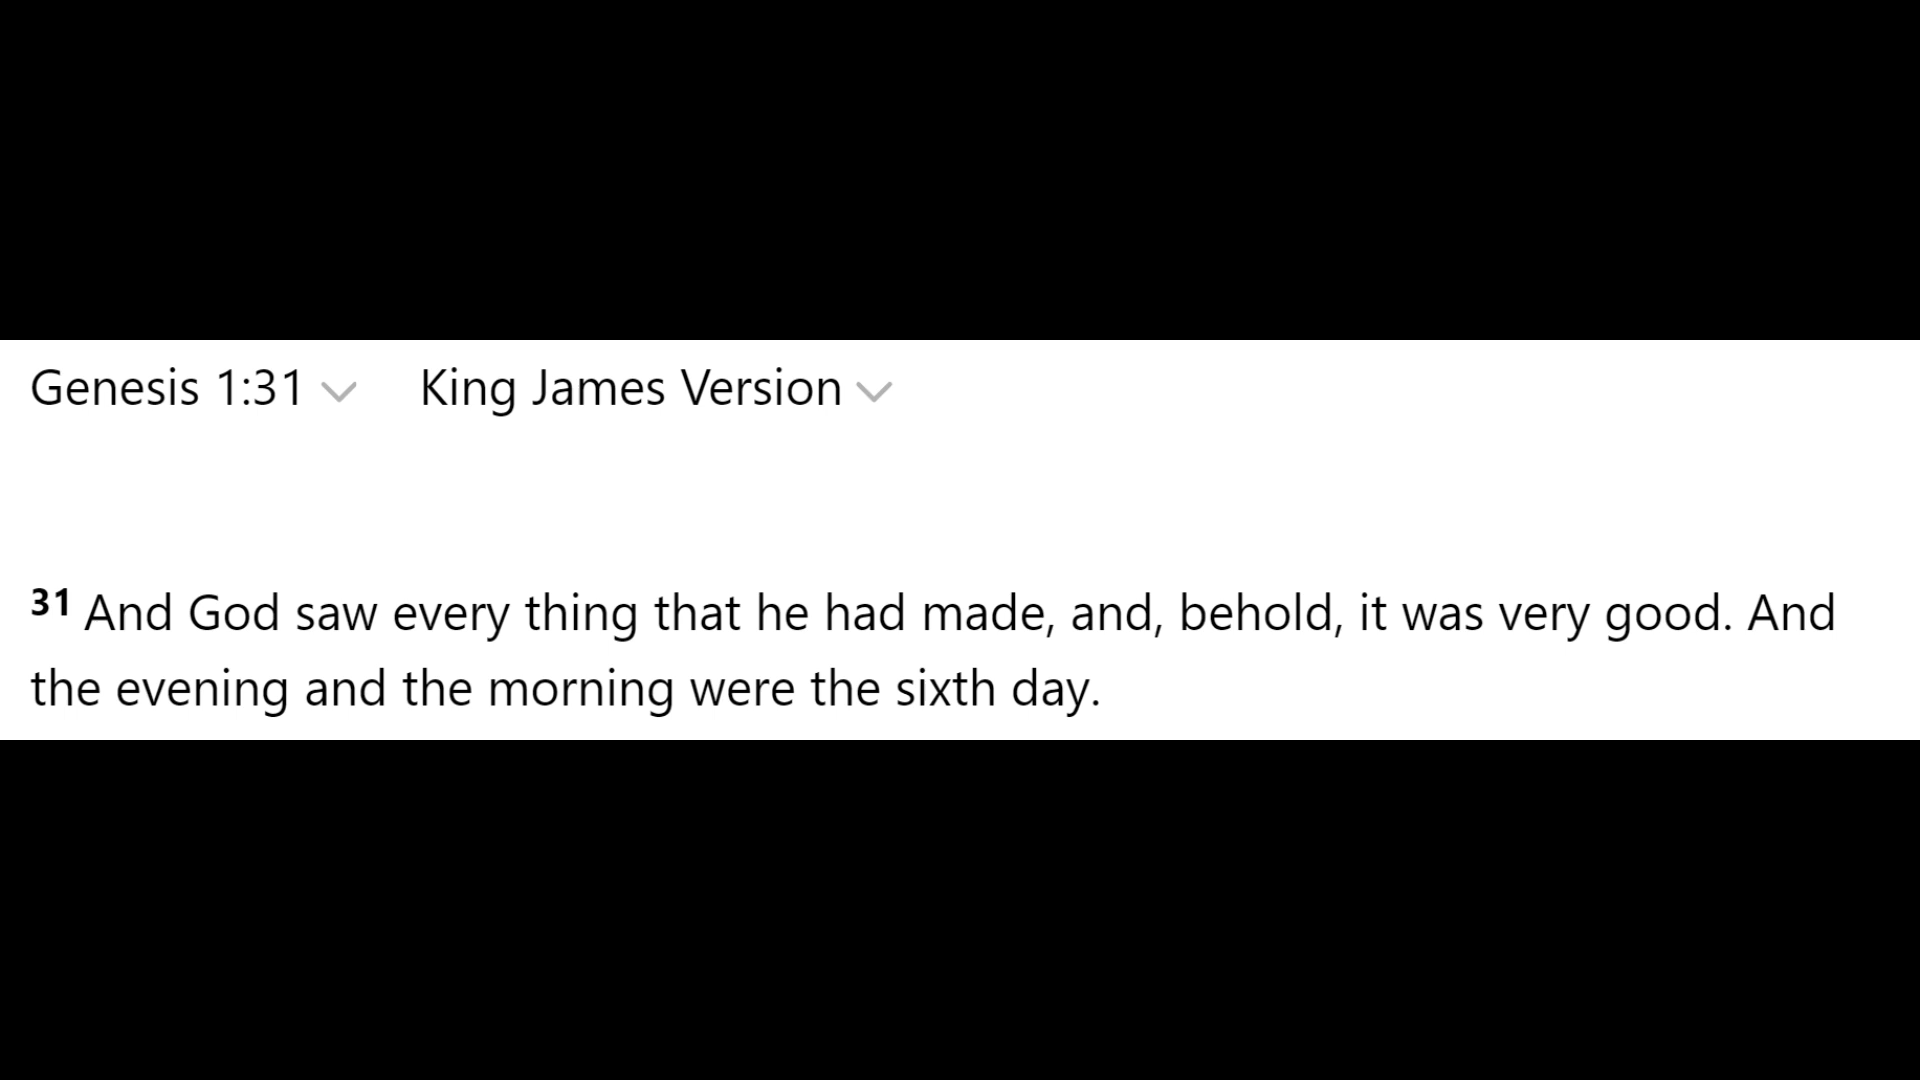 Genesis 1:31 King James Version
31 And God saw every thing that he had made, and, behold, it was very good. And
the evening and the morning were the sixth day.